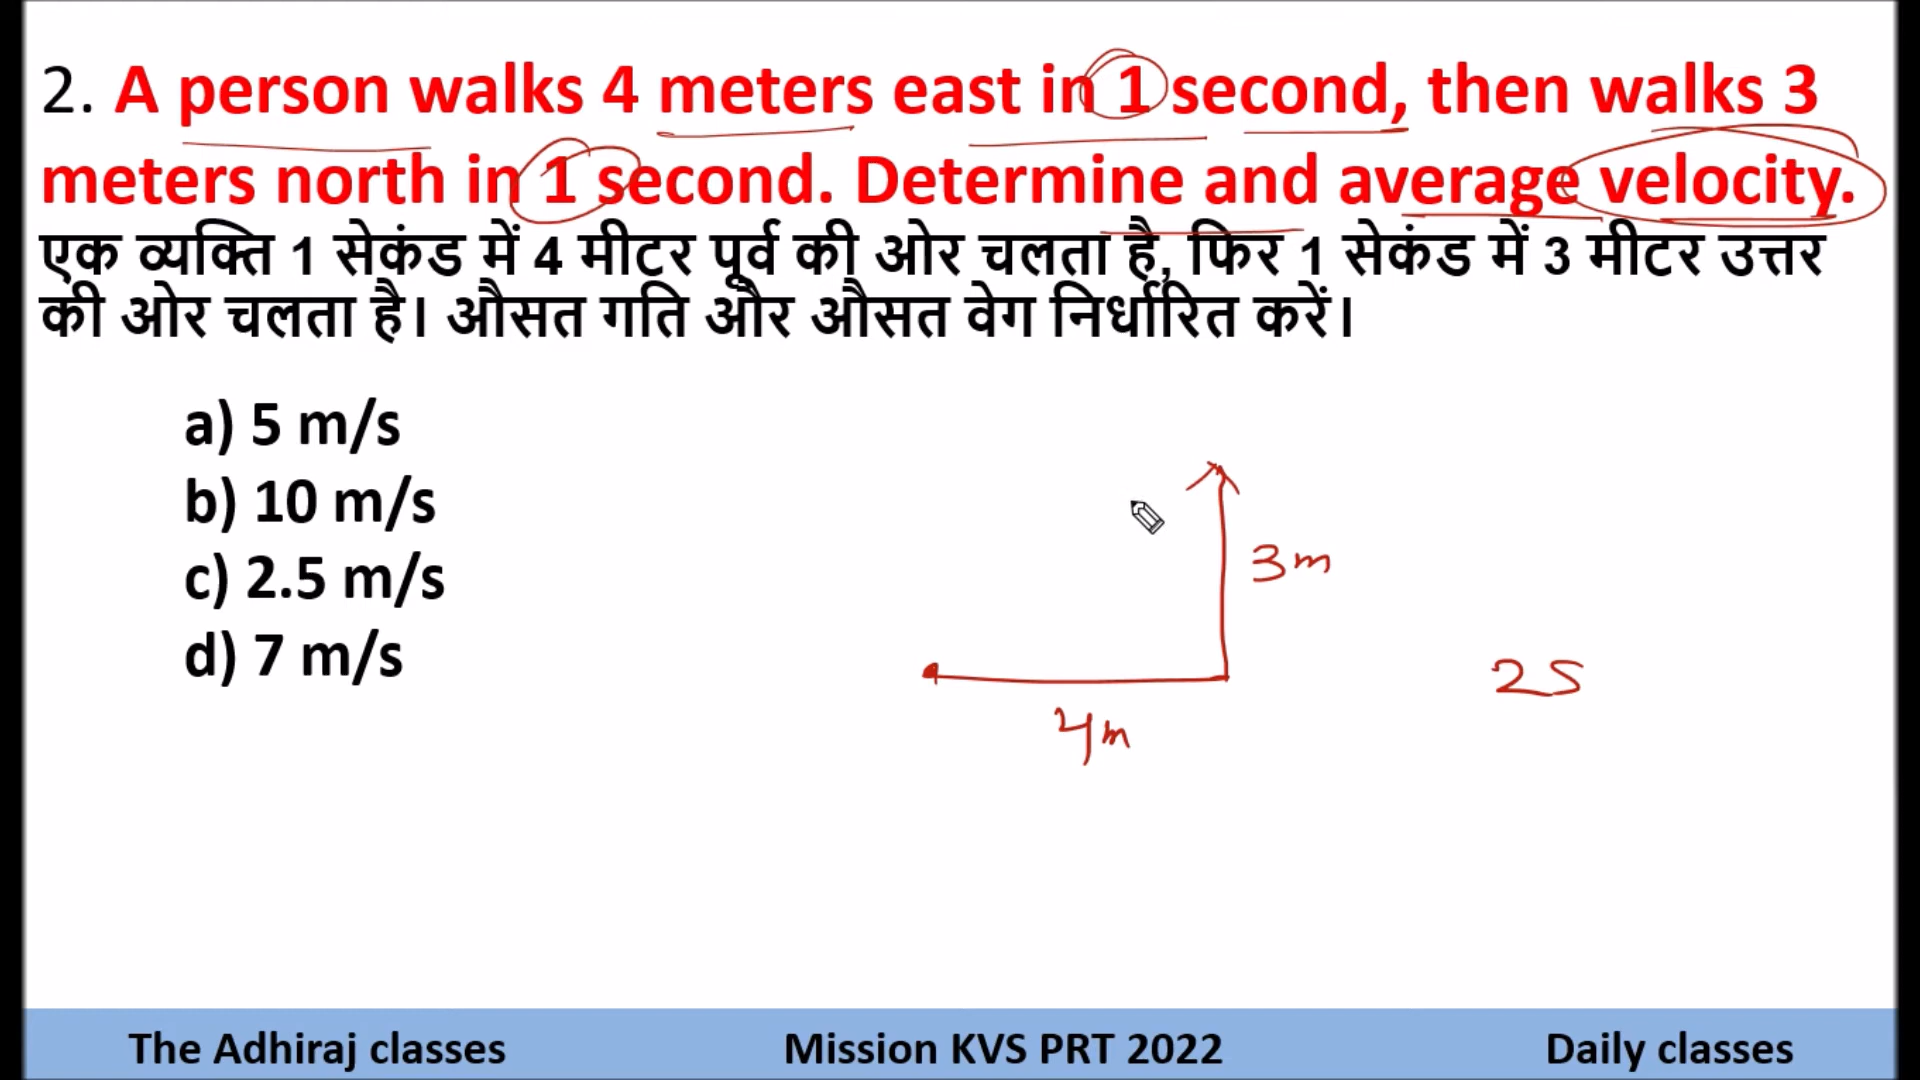 2. A person walks 4 meters east in 1 second, then walks 3
meters north in 1 second. Determine and average velocity.
एक व्यक्ति 1 सेकंड में 4 मीटर पूर्व की ओर चलता है, फिर 1 सेकंड में 3 मीटर उत्तर
की ओर चलता है। औसत गति और औसत वेग निर्धारित करें।
a) 5 m/s
b) 10 m/s
c) 2.5 m/s
d) 7 m/s
3m
2S
4m
The Adhiraj classes Mission KVS PRT 2022 Daily classes